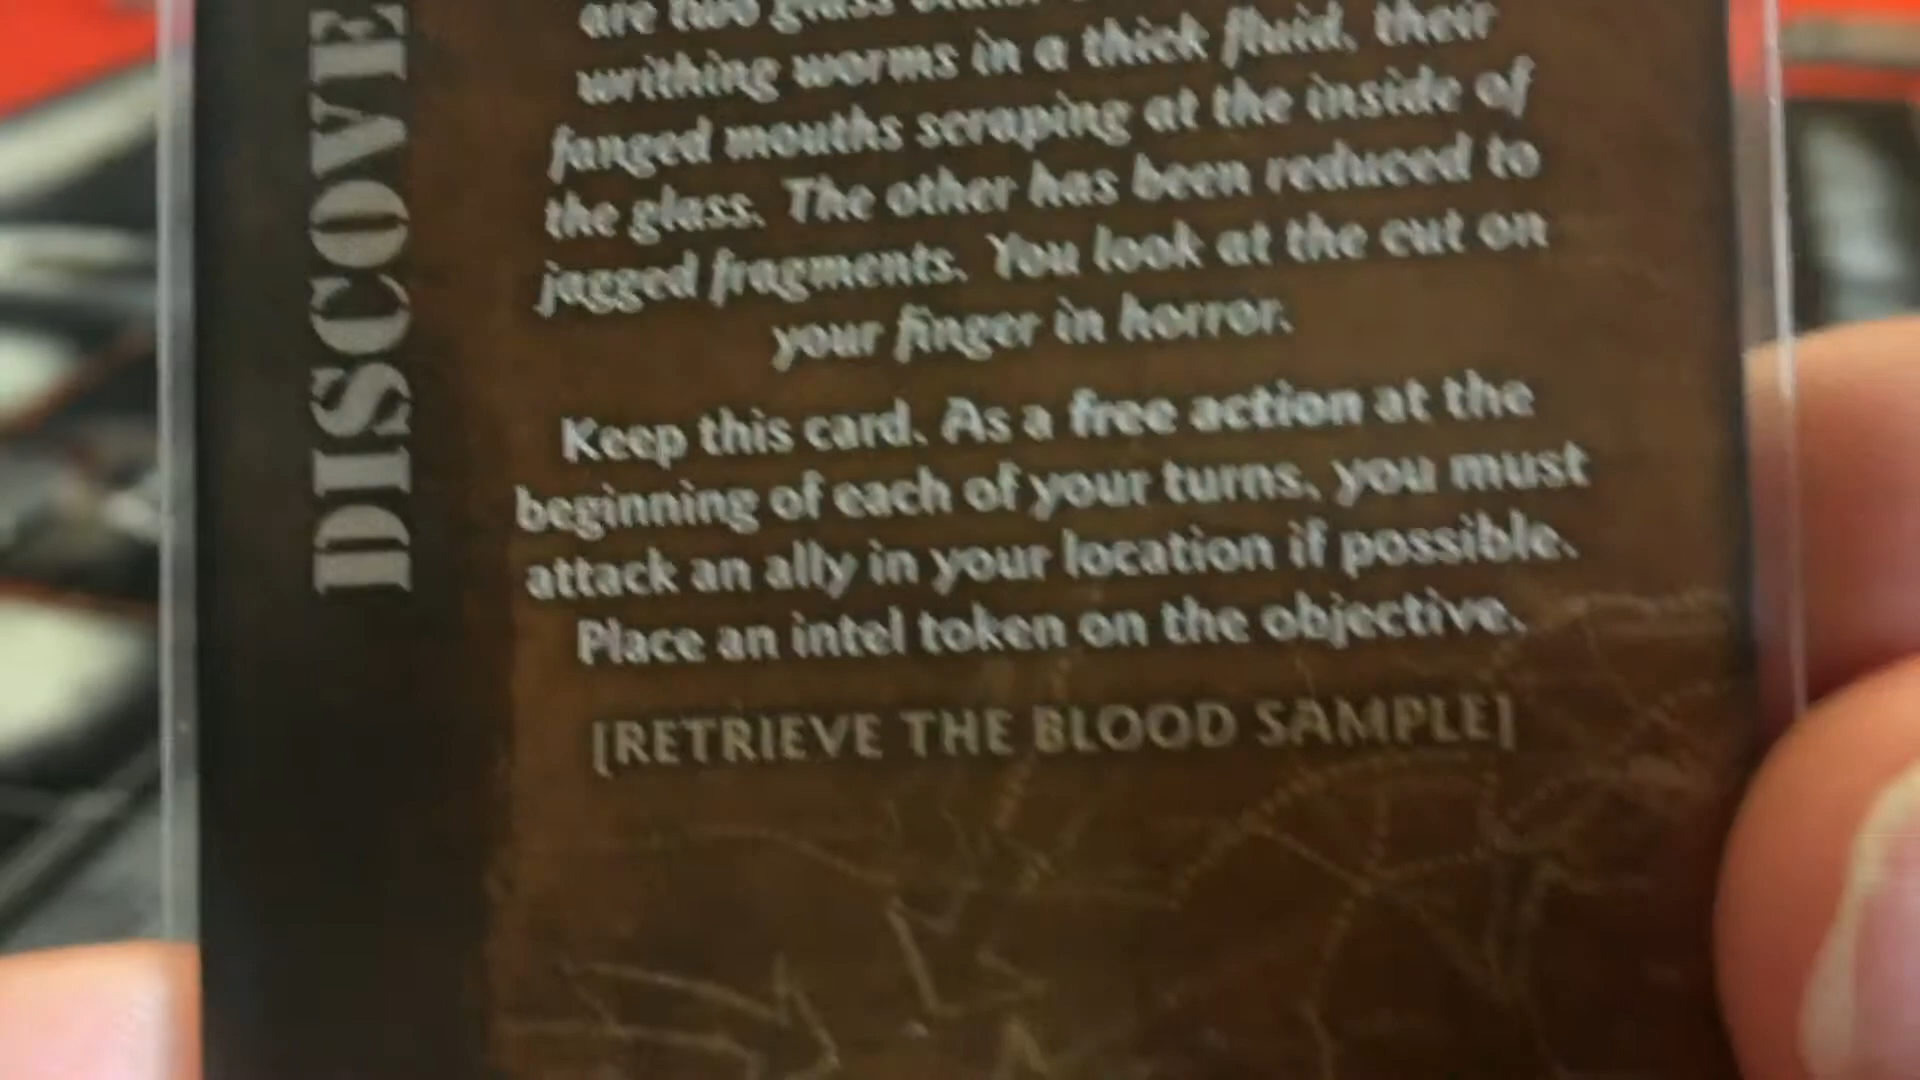 DISCOVE
are two glass
writhing worms in a thick fluid, their
fanged mouths scraping at the inside of
the glass. The other has been reduced to
jagged fragments. You look at the cut on
your finger in horror.
Keep this card. As a free action at the
beginning of each of your turns, you must
attack an ally in your location if possible.
Place an intel token on the objective.
[RETRIEVE THE BLOOD SAMPLE]